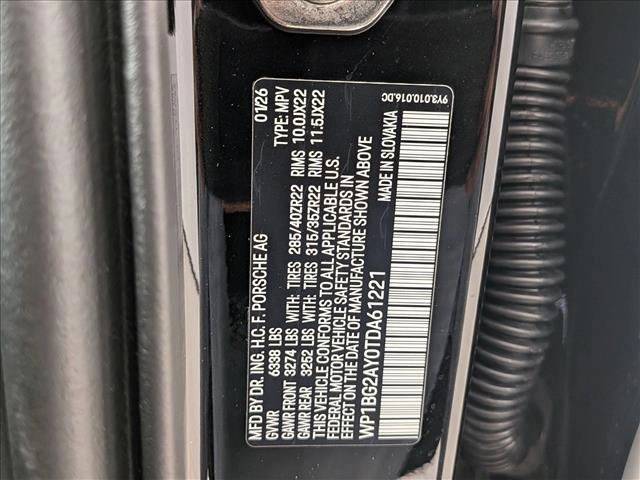 MFD BY DR. ING. H.C. F. PORSCHE AG 01/26
GVWR 6338 LBS TYPE: MPV
GAWR FRONT 3274 LBS WITH: TIRES 285/40ZR22 RIMS 10.0JX22
GAWR REAR 3252 LBS WITH: TIRES 315/35ZR22 RIMS 11.5JX22
THIS VEHICLE CONFORMS TO ALL APPLICABLE U.S.
FEDERAL MOTOR VEHICLE SAFETY STANDARDS IN
EFFECT ON THE DATE OF MANUFACTURE SHOWN ABOVE
WP1BG2AY0TDA61221 MADE IN SLOVAKIA
9Y3.010.016.DC